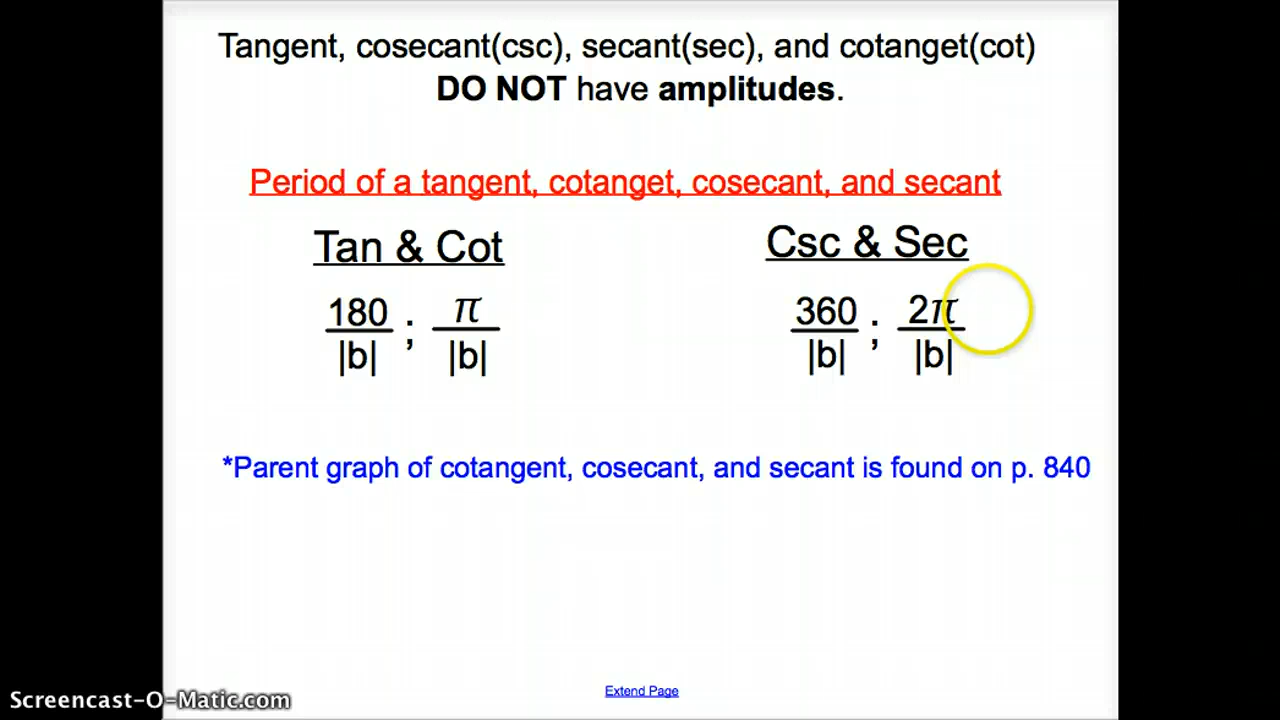 Tangent, cosecant(csc), secant(sec), and cotanget(cot)
DO NOT have amplitudes.
Period of a tangent, cotanget, cosecant, and secant
Tan & Cot
180/|b| ; π/|b|
Csc & Sec
360/|b| ; 2π/|b|
*Parent graph of cotangent, cosecant, and secant is found on p. 840
Extend Page
Screencast-O-Matic.com